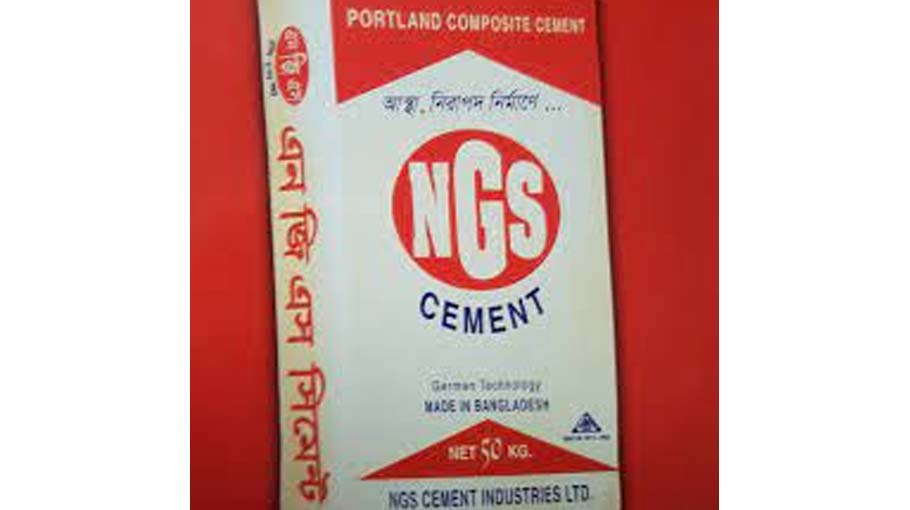 PORTLAND COMPOSITE CEMENT
আস্থা, নিরাপদ নির্মাণে ...
NGS
CEMENT
German Technology
MADE IN BANGLADESH
NET 50 KG.
NGS CEMENT INDUSTRIES LTD.
এন জি এস সিমেন্ট